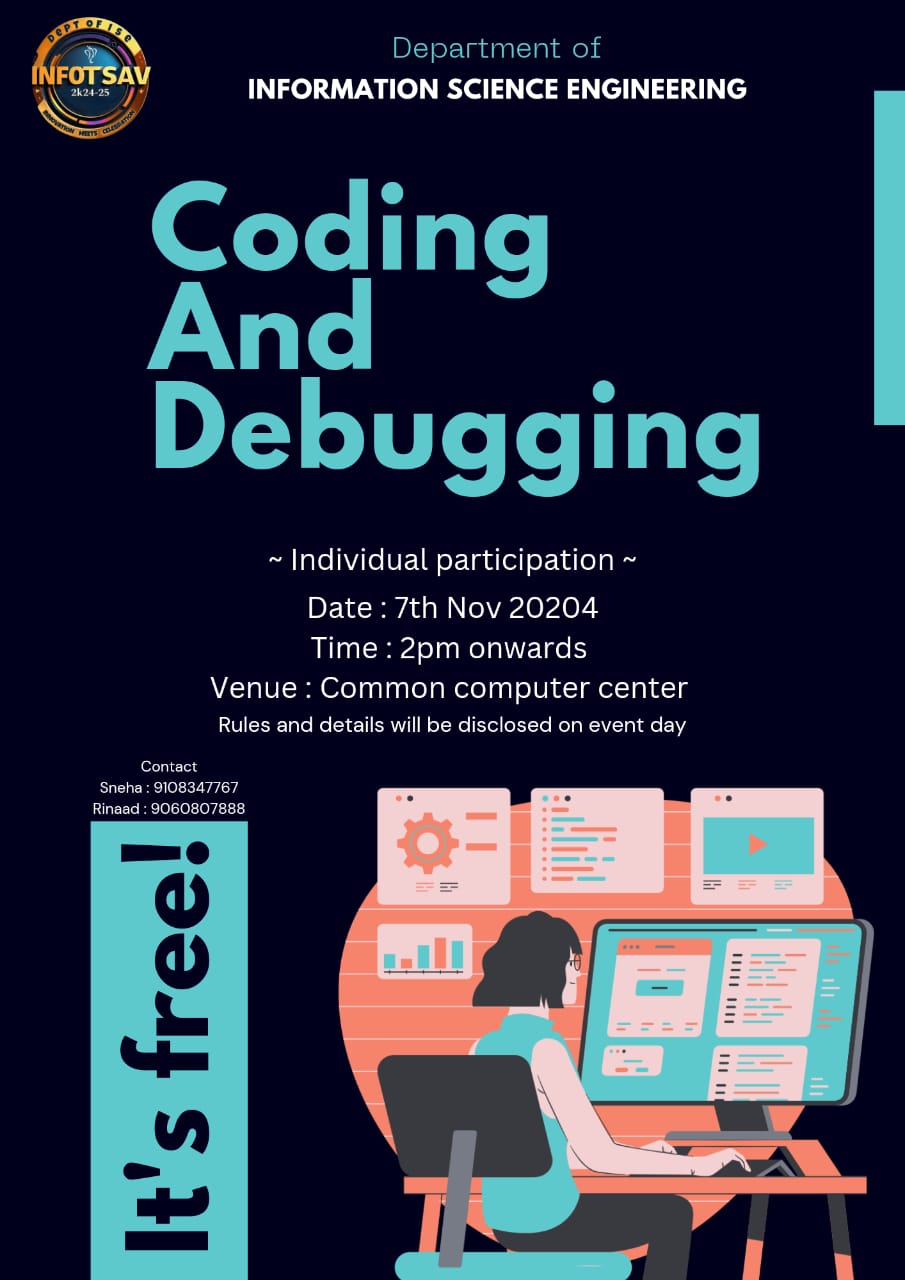 DEPT OF ISE
INFOTSAV
2k24-25
INNOVATION MEETS CELEBRATION
Department of
INFORMATION SCIENCE ENGINEERING
Coding
And
Debugging
~ Individual participation ~
Date : 7th Nov 20204
Time : 2pm onwards
Venue : Common computer center
Rules and details will be disclosed on event day
Contact
Sneha : 9108347767
Rinaad : 9060807888
It's free!